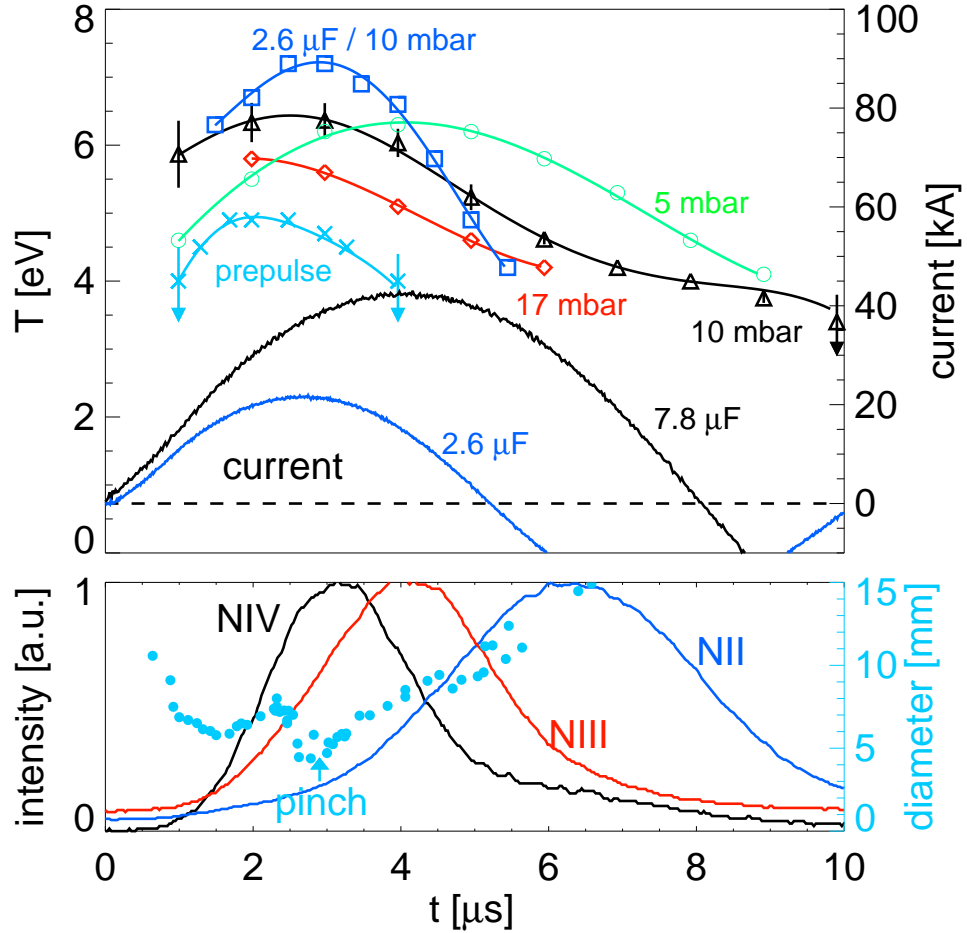 8
6
4
2
0
T [eV]
100
80
60
40
20
0
current [kA]
2.6 μF / 10 mbar
5 mbar
prepulse
17 mbar
10 mbar
7.8 μF
2.6 μF
current
1
0
intensity [a.u.]
15
10
5
0
diameter [mm]
NIV
NII
NIII
pinch
0 2 4 6 8 10
t [μs]